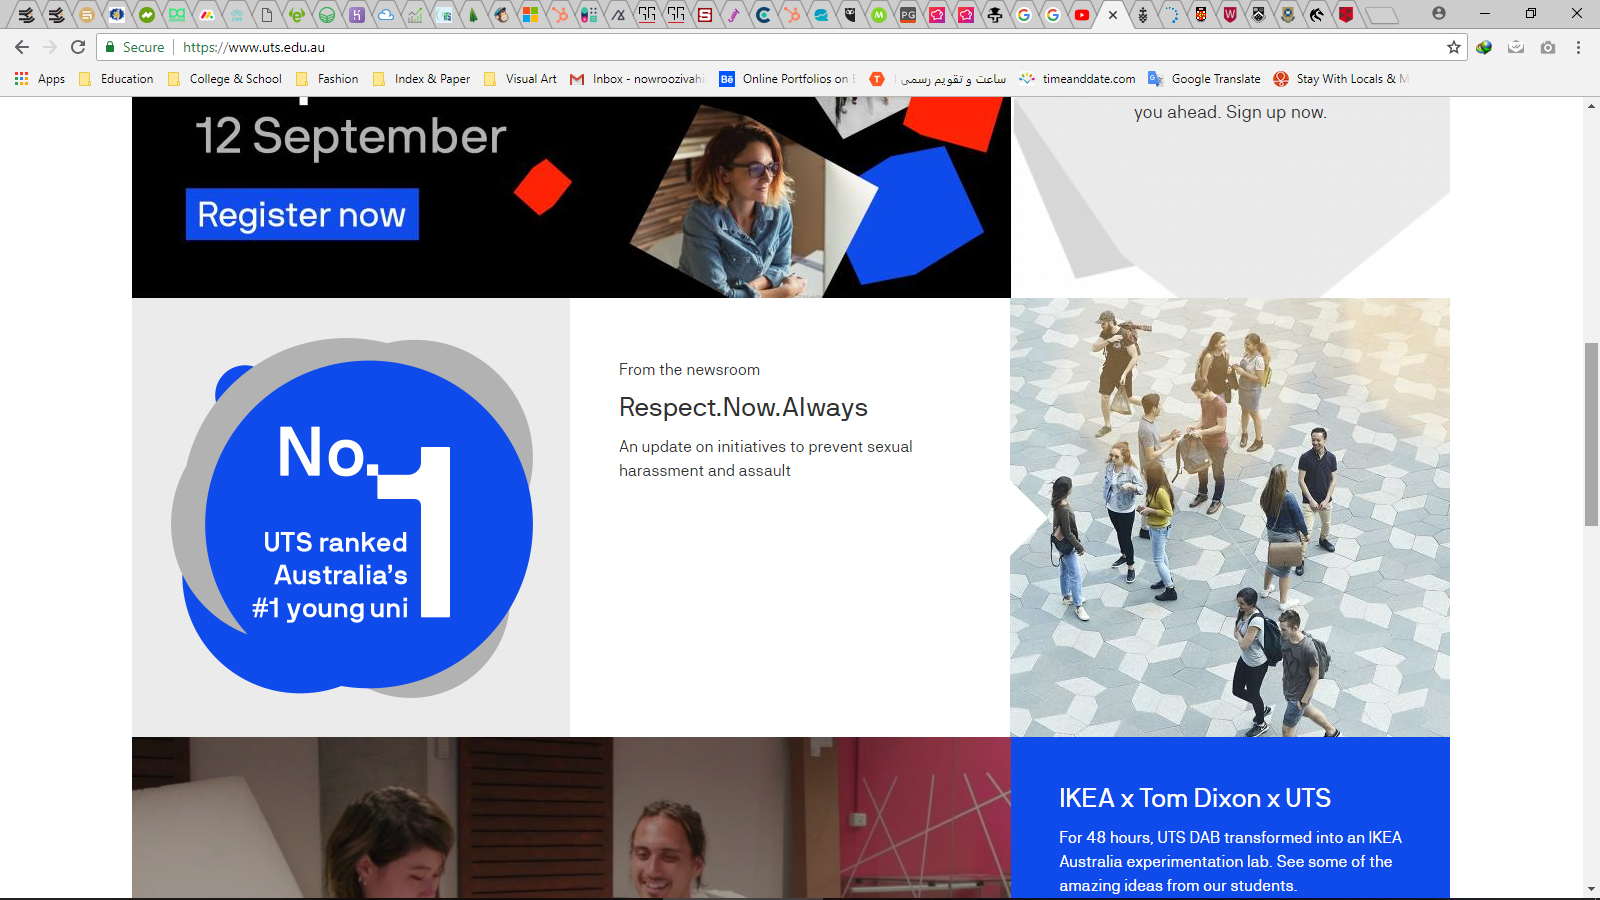 Secure
https://www.uts.edu.au
Apps
Education
College & School
Fashion
Index & Paper
Visual Art
Inbox - nowroozivahi
Online Portfolios on
ساعت و تقویم رسمی
timeanddate.com
Google Translate
Stay With Locals & M
12 September
Register now
you ahead. Sign up now.
No.1
UTS ranked
Australia's
#1 young uni
From the newsroom
Respect.Now.Always
An update on initiatives to prevent sexual
harassment and assault
IKEA x Tom Dixon x UTS
For 48 hours, UTS DAB transformed into an IKEA
Australia experimentation lab. See some of the
amazing ideas from our students.